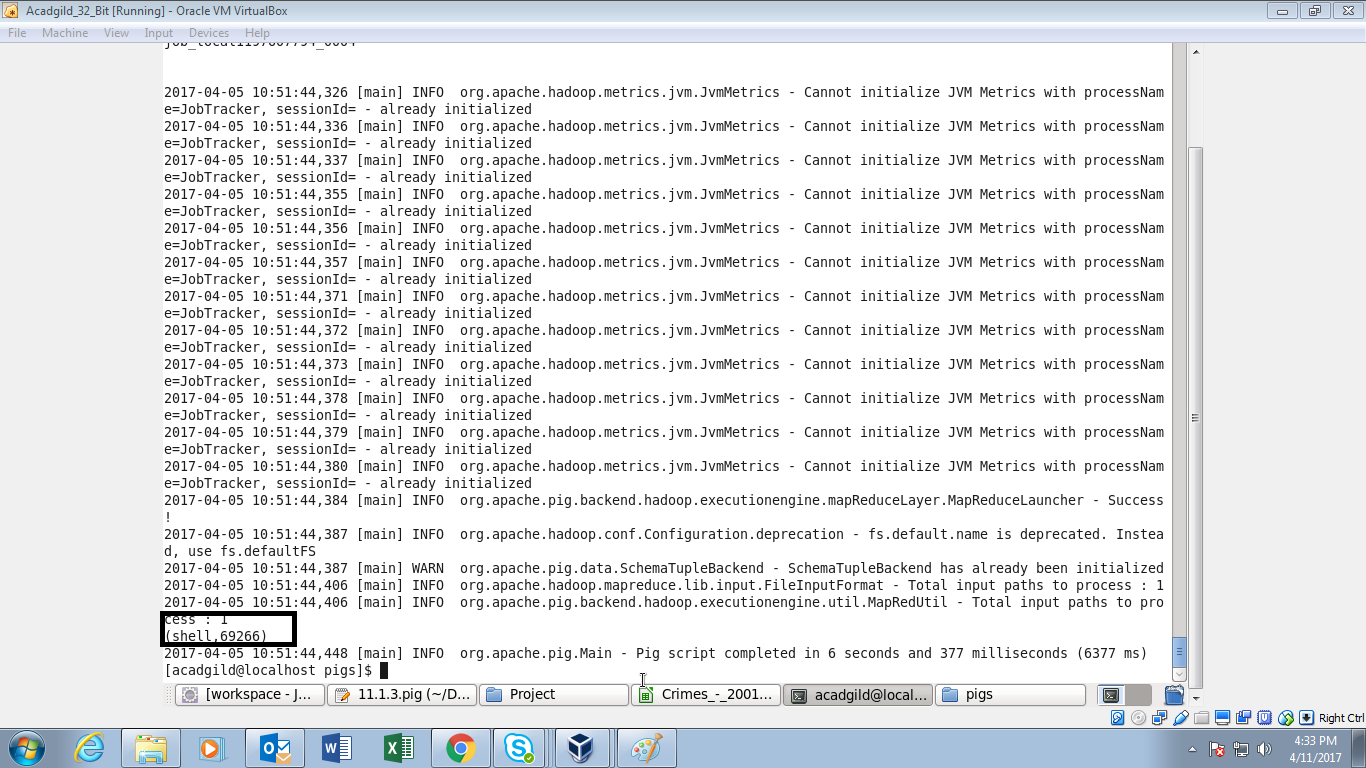 Acadgild_32_Bit [Running] - Oracle VM VirtualBox
File Machine View Input Devices Help
2017-04-05 10:51:44,326 [main] INFO  org.apache.hadoop.metrics.jvm.JvmMetrics - Cannot initialize JVM Metrics with processNam
e=JobTracker, sessionId= - already initialized
2017-04-05 10:51:44,336 [main] INFO  org.apache.hadoop.metrics.jvm.JvmMetrics - Cannot initialize JVM Metrics with processNam
e=JobTracker, sessionId= - already initialized
2017-04-05 10:51:44,337 [main] INFO  org.apache.hadoop.metrics.jvm.JvmMetrics - Cannot initialize JVM Metrics with processNam
e=JobTracker, sessionId= - already initialized
2017-04-05 10:51:44,355 [main] INFO  org.apache.hadoop.metrics.jvm.JvmMetrics - Cannot initialize JVM Metrics with processNam
e=JobTracker, sessionId= - already initialized
2017-04-05 10:51:44,356 [main] INFO  org.apache.hadoop.metrics.jvm.JvmMetrics - Cannot initialize JVM Metrics with processNam
e=JobTracker, sessionId= - already initialized
2017-04-05 10:51:44,357 [main] INFO  org.apache.hadoop.metrics.jvm.JvmMetrics - Cannot initialize JVM Metrics with processNam
e=JobTracker, sessionId= - already initialized
2017-04-05 10:51:44,371 [main] INFO  org.apache.hadoop.metrics.jvm.JvmMetrics - Cannot initialize JVM Metrics with processNam
e=JobTracker, sessionId= - already initialized
2017-04-05 10:51:44,372 [main] INFO  org.apache.hadoop.metrics.jvm.JvmMetrics - Cannot initialize JVM Metrics with processNam
e=JobTracker, sessionId= - already initialized
2017-04-05 10:51:44,373 [main] INFO  org.apache.hadoop.metrics.jvm.JvmMetrics - Cannot initialize JVM Metrics with processNam
e=JobTracker, sessionId= - already initialized
2017-04-05 10:51:44,378 [main] INFO  org.apache.hadoop.metrics.jvm.JvmMetrics - Cannot initialize JVM Metrics with processNam
e=JobTracker, sessionId= - already initialized
2017-04-05 10:51:44,379 [main] INFO  org.apache.hadoop.metrics.jvm.JvmMetrics - Cannot initialize JVM Metrics with processNam
e=JobTracker, sessionId= - already initialized
2017-04-05 10:51:44,380 [main] INFO  org.apache.hadoop.metrics.jvm.JvmMetrics - Cannot initialize JVM Metrics with processNam
e=JobTracker, sessionId= - already initialized
2017-04-05 10:51:44,384 [main] INFO  org.apache.pig.backend.hadoop.executionengine.mapReduceLayer.MapReduceLauncher - Success
!
2017-04-05 10:51:44,387 [main] INFO  org.apache.hadoop.conf.Configuration.deprecation - fs.default.name is deprecated. Instea
d, use fs.defaultFS
2017-04-05 10:51:44,387 [main] WARN  org.apache.pig.data.SchemaTupleBackend - SchemaTupleBackend has already been initialized
2017-04-05 10:51:44,406 [main] INFO  org.apache.hadoop.mapreduce.lib.input.FileInputFormat - Total input paths to process : 1
2017-04-05 10:51:44,406 [main] INFO  org.apache.pig.backend.hadoop.executionengine.util.MapRedUtil - Total input paths to pro
cess : 1
(shell,69266)
2017-04-05 10:51:44,448 [main] INFO  org.apache.pig.Main - Pig script completed in 6 seconds and 377 milliseconds (6377 ms)
[acadgild@localhost pigs]$
[workspace - J... 11.1.3.pig (~/D... Project Crimes_-_2001... acadgild@local... pigs
Right Ctrl
4:33 PM
4/11/2017